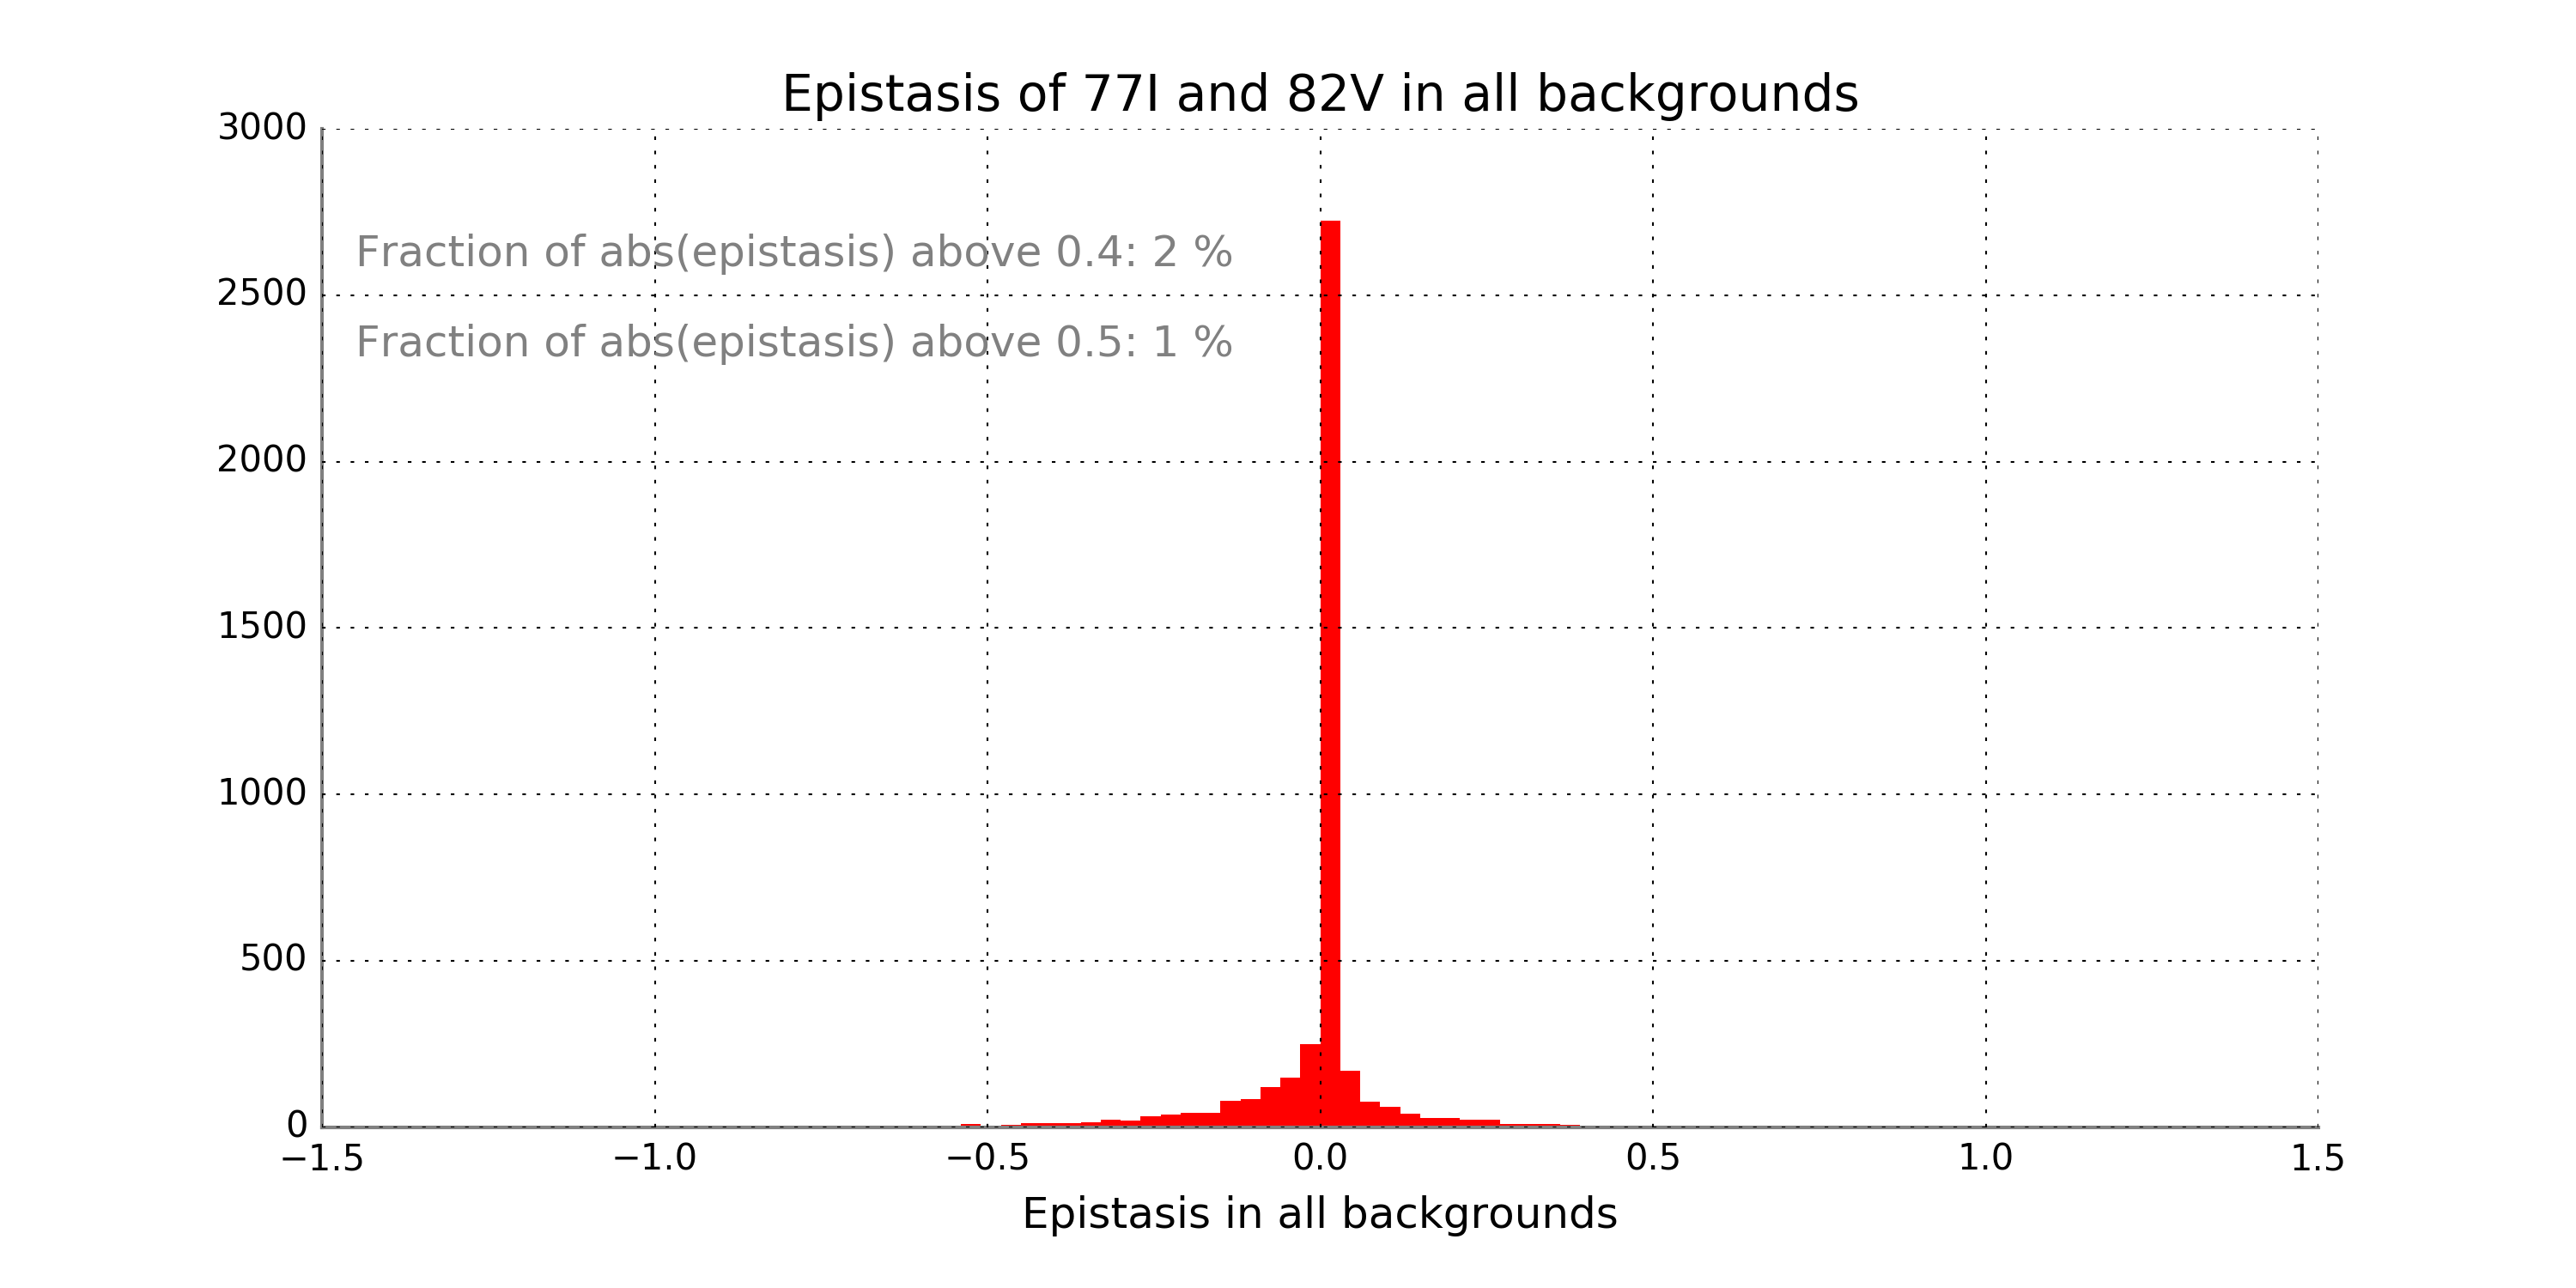 Epistasis of 77I and 82V in all backgrounds
3000
Fraction of abs(epistasis) above 0.4: 2 %
2500
Fraction of abs(epistasis) above 0.5: 1 %
2000
1500
1000
500
0
−1.5 −1.0 −0.5 0.0 0.5 1.0 1.5
Epistasis in all backgrounds